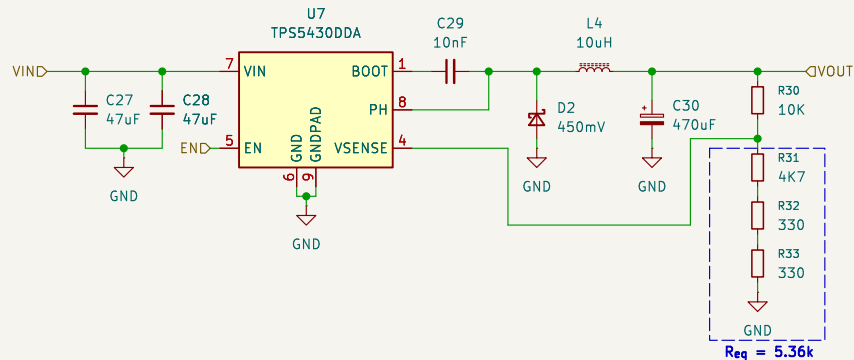 U7
TPS5430DDA
C29
10nF
L4
10uH
VIN
7
VIN
BOOT
1
VOUT
C27
47uF
C28
47uF
PH
8
D2
450mV
C30
470uF
R30
10K
EN
5
EN
GND
GNDPAD
VSENSE
4
6
9
GND
GND
GND
GND
R31
4K7
R32
330
R33
330
GND
Req = 5.36k